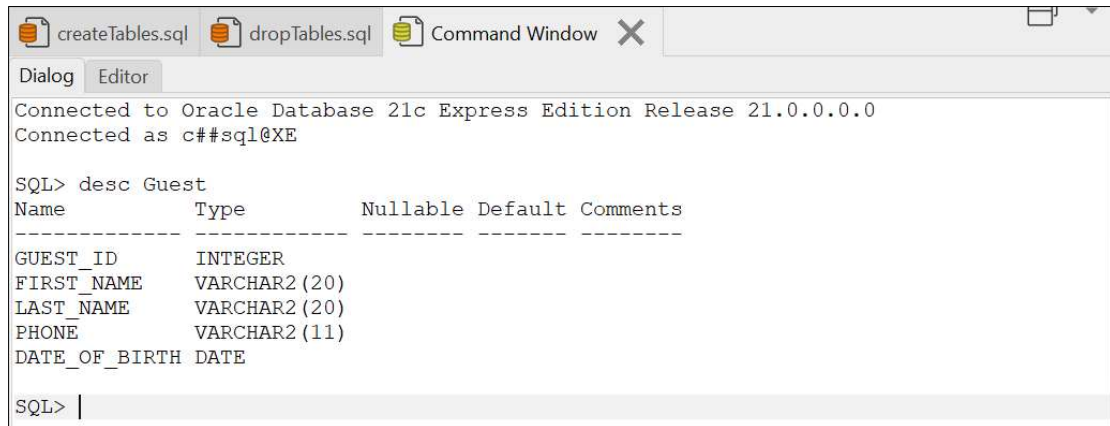 createTables.sql dropTables.sql Command Window
Dialog Editor
Connected to Oracle Database 21c Express Edition Release 21.0.0.0.0
Connected as c##sql@XE
SQL> desc Guest
Name          Type         Nullable Default Comments
------------- ------------ -------- ------- --------
GUEST_ID      INTEGER
FIRST_NAME    VARCHAR2(20)
LAST_NAME     VARCHAR2(20)
PHONE         VARCHAR2(11)
DATE_OF_BIRTH DATE
SQL>